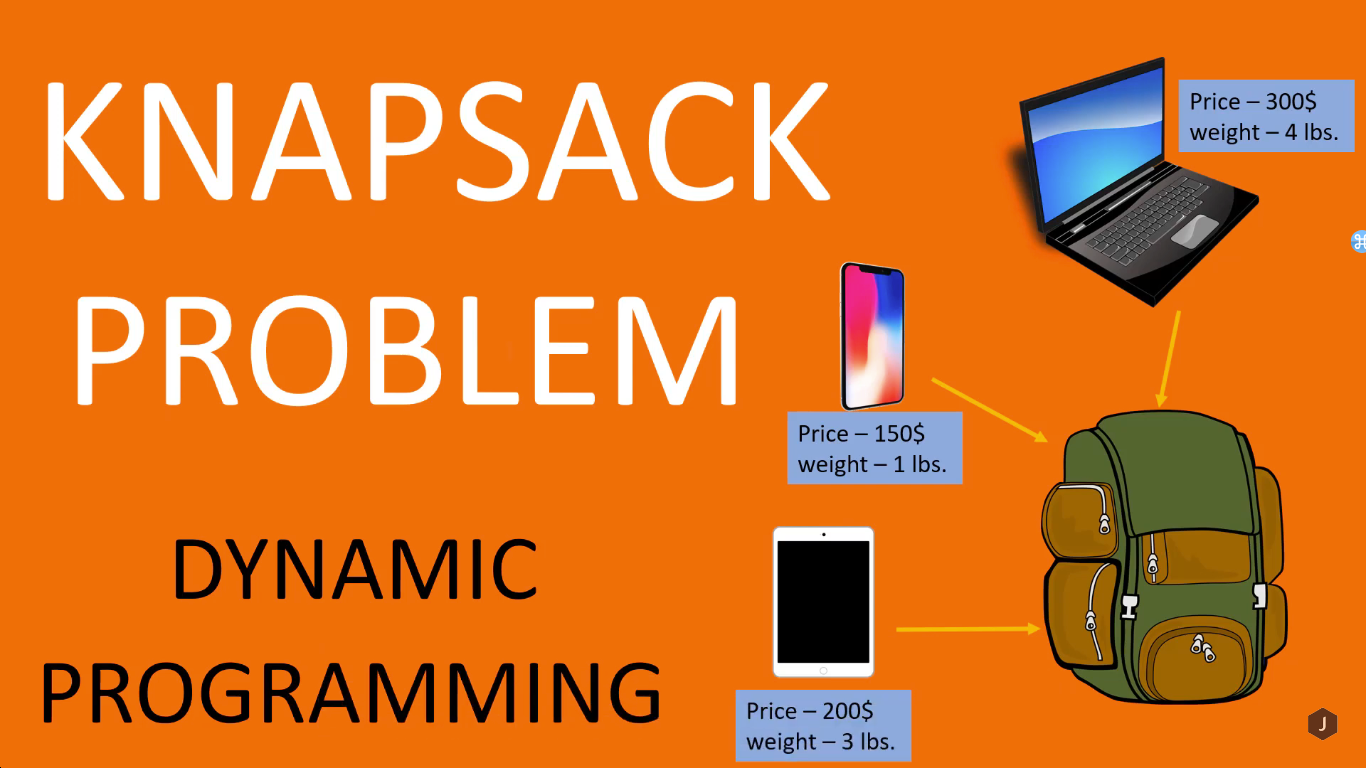 KNAPSACK
PROBLEM
DYNAMIC
PROGRAMMING
Price – 300$
weight – 4 lbs.
Price – 150$
weight – 1 lbs.
Price – 200$
weight – 3 lbs.
J